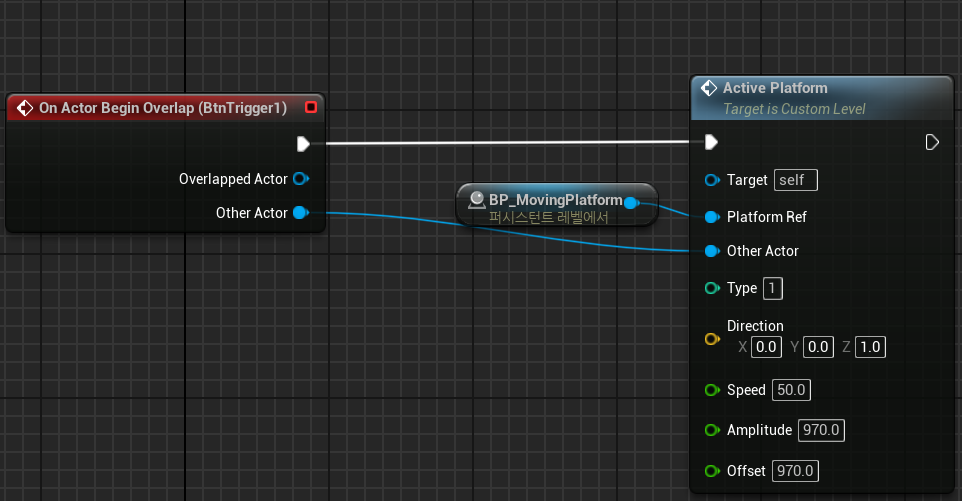 On Actor Begin Overlap (BtnTrigger1)
Overlapped Actor
Other Actor
BP_MovingPlatform
퍼시스턴트 레벨에서
Active Platform
Target is Custom Level
Target self
Platform Ref
Other Actor
Type 1
Direction
X 0.0 Y 0.0 Z 1.0
Speed 50.0
Amplitude 970.0
Offset 970.0